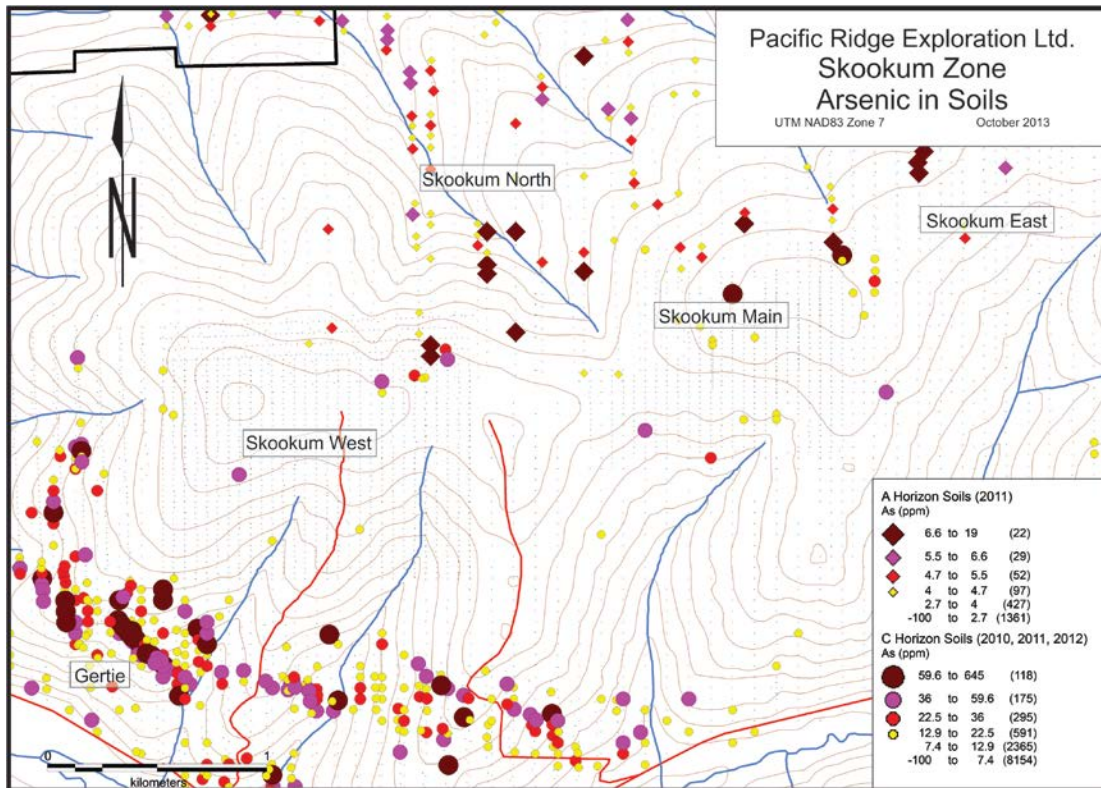 Pacific Ridge Exploration Ltd.
Skookum Zone
Arsenic in Soils
UTM NAD83 Zone 7 October 2013
N
Skookum North
Skookum East
Skookum Main
Skookum West
Gertie
A Horizon Soils (2011)
As (ppm)
6.6 to 19 (22)
5.5 to 6.6 (29)
4.7 to 5.5 (52)
4 to 4.7 (97)
2.7 to 4 (427)
-100 to 2.7 (1361)
C Horizon Soils (2010, 2011, 2012)
As (ppm)
59.6 to 645 (118)
36 to 59.6 (175)
22.5 to 36 (295)
12.9 to 22.5 (591)
7.4 to 12.9 (2365)
-100 to 7.4 (8154)
0 1
kilometers